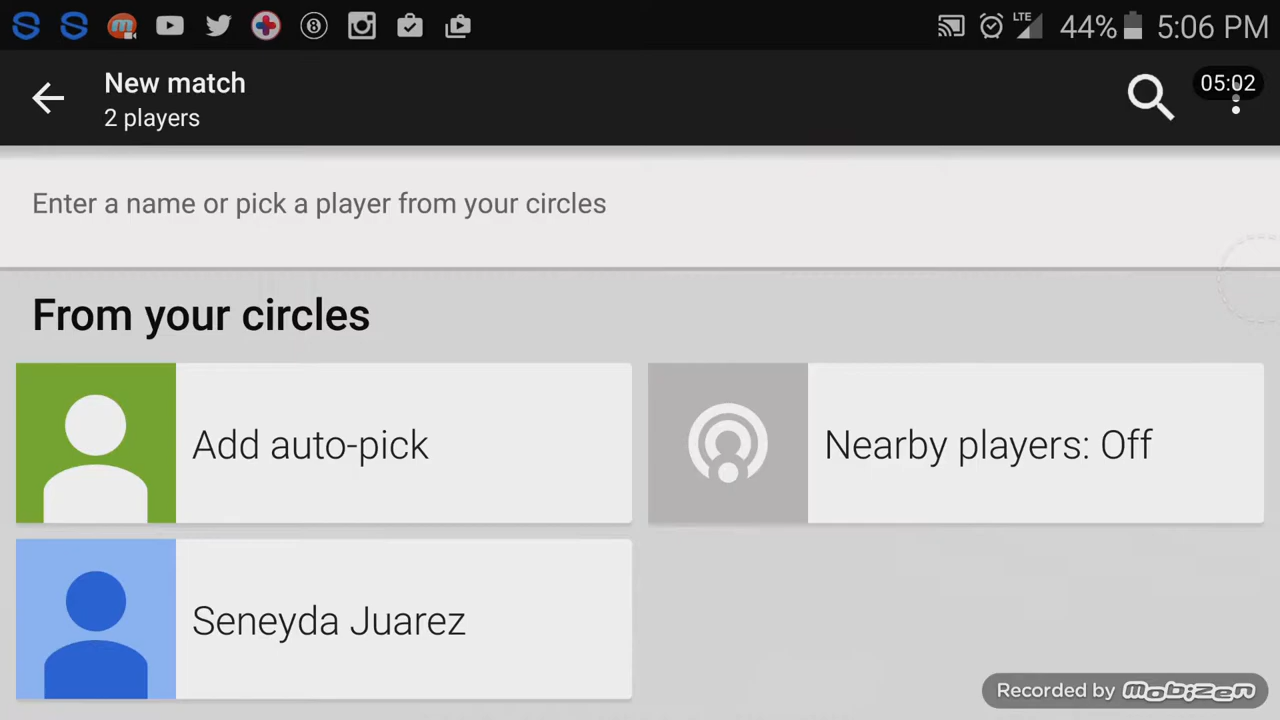 44% 5:06 PM
LTE
New match
2 players
05:02
Enter a name or pick a player from your circles
From your circles
Add auto-pick
Nearby players: Off
Seneyda Juarez
Recorded by Mobizen